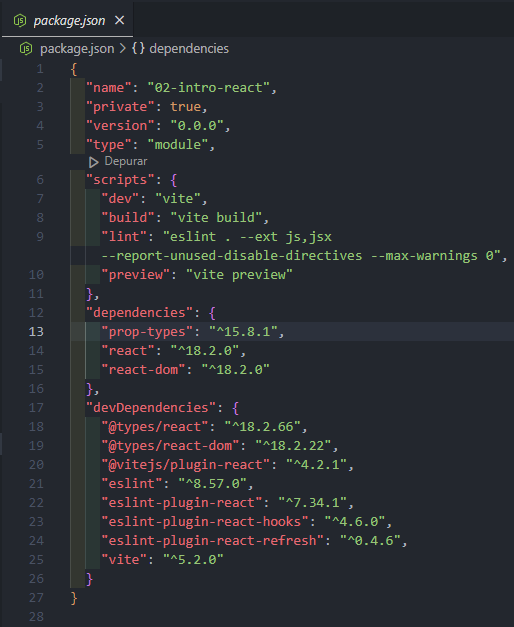 package.json ×
package.json > {} dependencies
1 {
2 "name": "02-intro-react",
3 "private": true,
4 "version": "0.0.0",
5 "type": "module",
Depurar
6 "scripts": {
7 "dev": "vite",
8 "build": "vite build",
9 "lint": "eslint . --ext js,jsx
--report-unused-disable-directives --max-warnings 0",
10 "preview": "vite preview"
11 },
12 "dependencies": {
13 "prop-types": "^15.8.1",
14 "react": "^18.2.0",
15 "react-dom": "^18.2.0"
16 },
17 "devDependencies": {
18 "@types/react": "^18.2.66",
19 "@types/react-dom": "^18.2.22",
20 "@vitejs/plugin-react": "^4.2.1",
21 "eslint": "^8.57.0",
22 "eslint-plugin-react": "^7.34.1",
23 "eslint-plugin-react-hooks": "^4.6.0",
24 "eslint-plugin-react-refresh": "^0.4.6",
25 "vite": "^5.2.0"
26 }
27 }
28